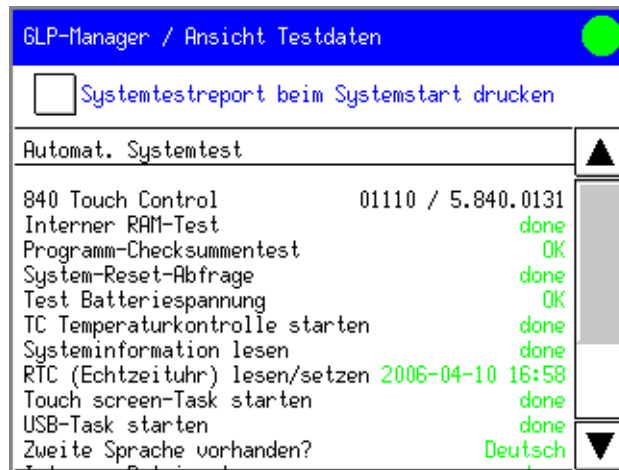 GLP-Manager / Ansicht Testdaten
Systemtestreport beim Systemstart drucken
Automat. Systemtest
840 Touch Control 01110 / 5.840.0131
Interner RAM-Test done
Programm-Checksummentest OK
System-Reset-Abfrage done
Test Batteriespannung OK
TC Temperaturkontrolle starten done
Systeminformation lesen done
RTC (Echtzeituhr) lesen/setzen 2006-04-10 16:58
Touch screen-Task starten done
USB-Task starten done
Zweite Sprache vorhanden? Deutsch